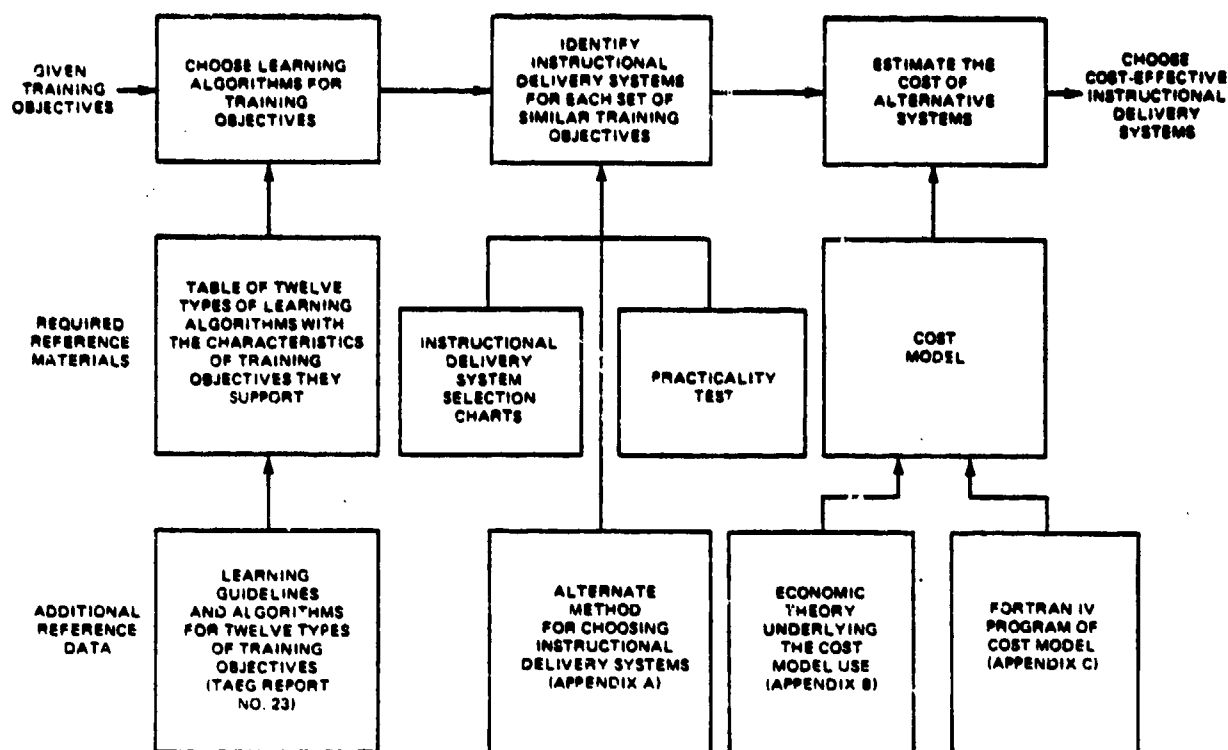 GIVEN
TRAINING
OBJECTIVES
CHOOSE LEARNING
ALGORITHMS FOR
TRAINING
OBJECTIVES
IDENTIFY
INSTRUCTIONAL
DELIVERY SYSTEMS
FOR EACH SET OF
SIMILAR TRAINING
OBJECTIVES
ESTIMATE THE
COST OF
ALTERNATIVE
SYSTEMS
CHOOSE
COST-EFFECTIVE
INSTRUCTIONAL
DELIVERY
SYSTEMS
REQUIRED
REFERENCE
MATERIALS
TABLE OF TWELVE
TYPES OF LEARNING
ALGORITHMS WITH
THE CHARACTERISTICS
OF TRAINING
OBJECTIVES THEY
SUPPORT
INSTRUCTIONAL
DELIVERY
SYSTEM
SELECTION
CHARTS
PRACTICALITY
TEST
COST
MODEL
ADDITIONAL
REFERENCE
DATA
LEARNING
GUIDELINES
AND ALGORITHMS
FOR TWELVE TYPES
OF TRAINING
OBJECTIVES
(TAEG REPORT
NO. 23)
ALTERNATE
METHOD
FOR CHOOSING
INSTRUCTIONAL
DELIVERY SYSTEMS
(APPENDIX A)
ECONOMIC
THEORY
UNDERLYING
THE COST
MODEL USE
(APPENDIX B)
FORTRAN IV
PROGRAM OF
COST MODEL
(APPENDIX C)